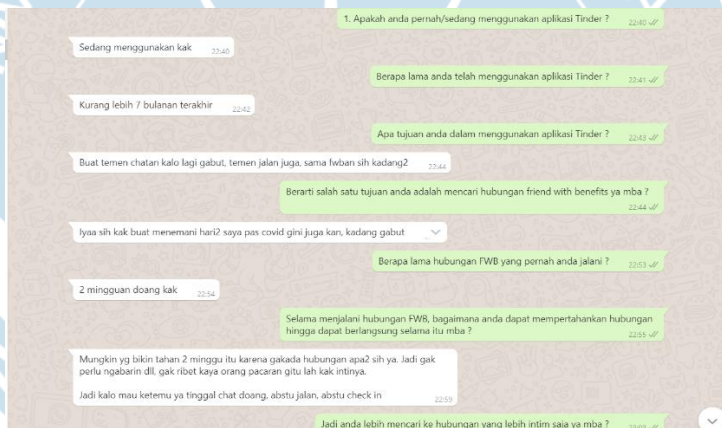 1. Apakah anda pernah/sedang menggunakan aplikasi Tinder ? 22:40
Sedang menggunakan kak 22:40
Berapa lama anda telah menggunakan aplikasi Tinder ? 22:41
Kurang lebih 7 bulanan terakhir 22:42
Apa tujuan anda dalam menggunakan aplikasi Tinder ? 22:43
Buat temen chatan kalo lagi gabut, temen jalan juga, sama fwban sih kadang2 22:44
Berarti salah satu tujuan anda adalah mencari hubungan friend with benefits ya mba ?
22:44
Iyaa sih kak buat menemani hari2 saya pas covid gini juga kan, kadang gabut
Berapa lama hubungan FWB yang pernah anda jalani ? 22:53
2 mingguan doang kak 22:54
Selama menjalani hubungan FWB, bagaimana anda dapat mempertahankan hubungan
hingga dapat berlangsung selama itu mba ? 22:55
Mungkin yg bikin tahan 2 minggu itu karena gakada hubungan apa2 sih ya. Jadi gak
perlu ngabarin dll, gak ribet kaya orang pacaran gitu lah kak intinya.
Jadi kalo mau ketemu ya tinggal chat doang, abstu jalan, abstu check in 22:59
Jadi anda lebih mencari ke hubungan yang lebih intim saja ya mba ?